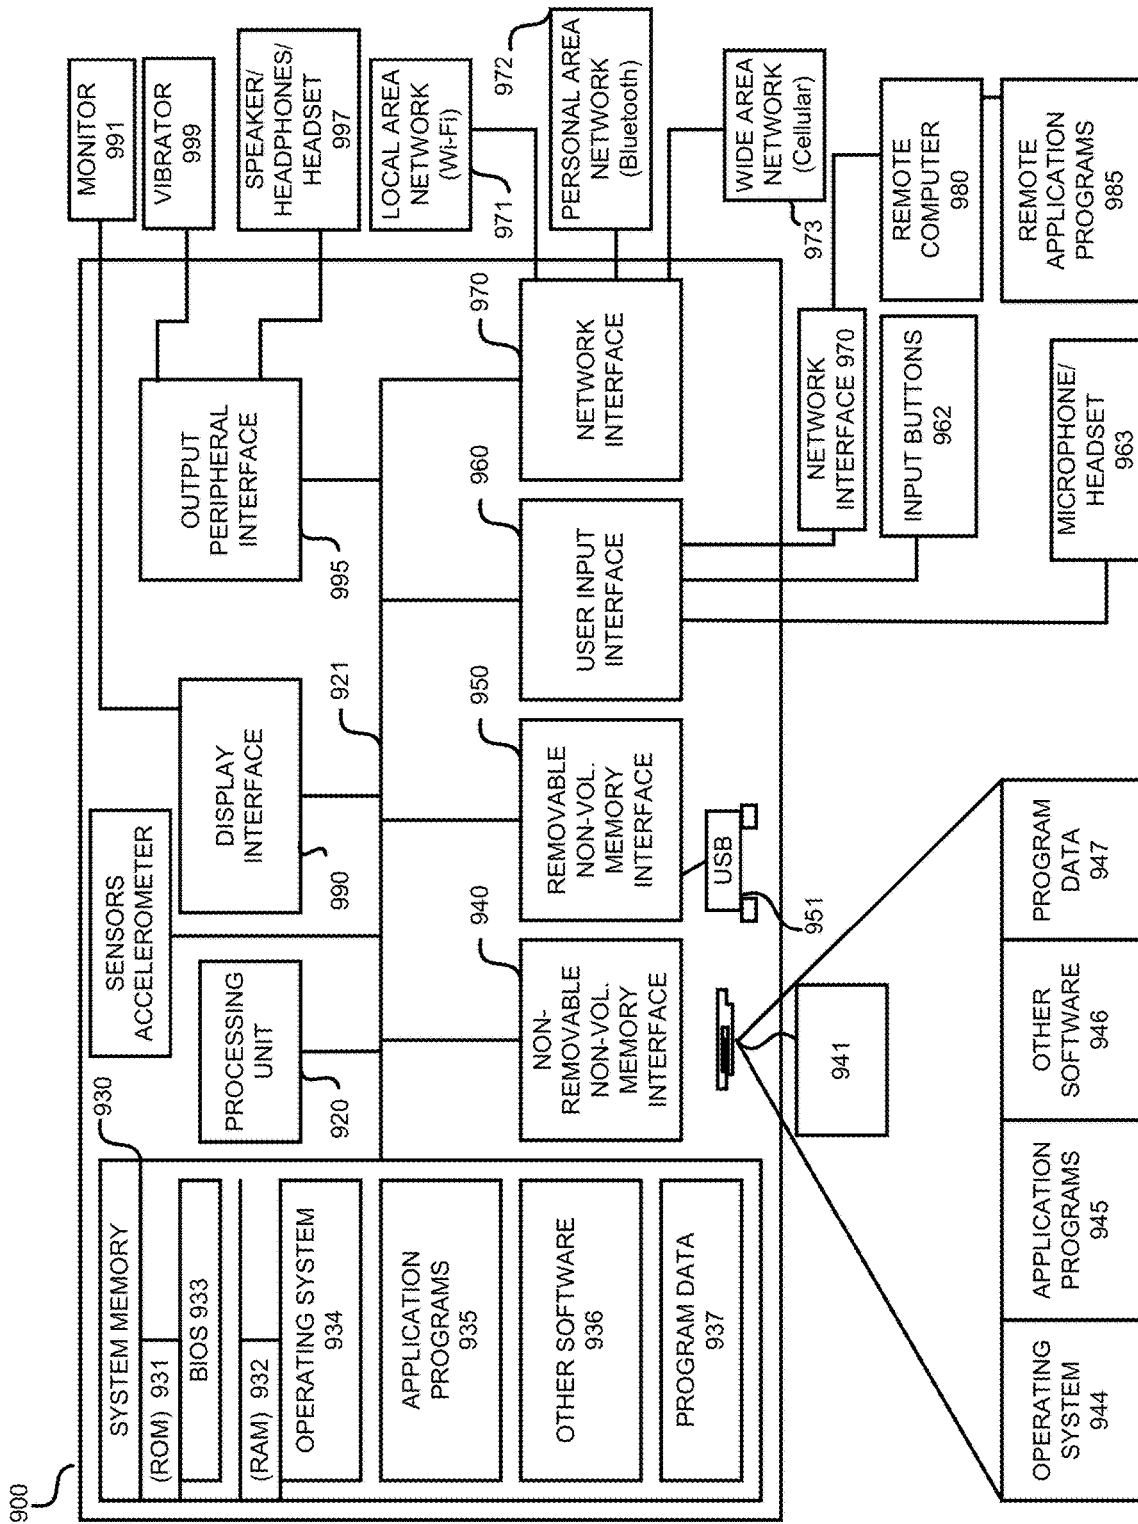 900
SYSTEM MEMORY
930
(ROM) 931
BIOS 933
(RAM) 932
OPERATING SYSTEM
934
APPLICATION
PROGRAMS
935
OTHER SOFTWARE
936
PROGRAM DATA
937
PROCESSING
UNIT
920
SENSORS
ACCELEROMETER
DISPLAY
INTERFACE
990
921
OUTPUT
PERIPHERAL
INTERFACE
995
MONITOR
991
VIBRATOR
999
SPEAKER/
HEADPHONES/
HEADSET
997
LOCAL AREA
NETWORK
(Wi-Fi)
971
PERSONAL AREA
NETWORK
(Bluetooth)
972
WIDE AREA
NETWORK
(Cellular)
973
NON-
REMOVABLE
NON-VOL.
MEMORY
INTERFACE
940
REMOVABLE
NON-VOL.
MEMORY
INTERFACE
950
USER INPUT
INTERFACE
960
NETWORK
INTERFACE
970
USB
951
941
NETWORK
INTERFACE 970
REMOTE
COMPUTER
980
INPUT BUTTONS
962
REMOTE
APPLICATION
PROGRAMS
985
MICROPHONE/
HEADSET
963
OPERATING
SYSTEM
944
APPLICATION
PROGRAMS
945
OTHER
SOFTWARE
946
PROGRAM
DATA
947